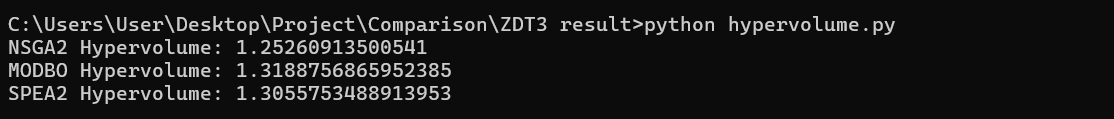 C:\Users\User\Desktop\Project\Comparison\ZDT3 result>python hypervolume.py
NSGA2 Hypervolume: 1.25260913500541
MODBO Hypervolume: 1.3188756865952385
SPEA2 Hypervolume: 1.3055753488913953